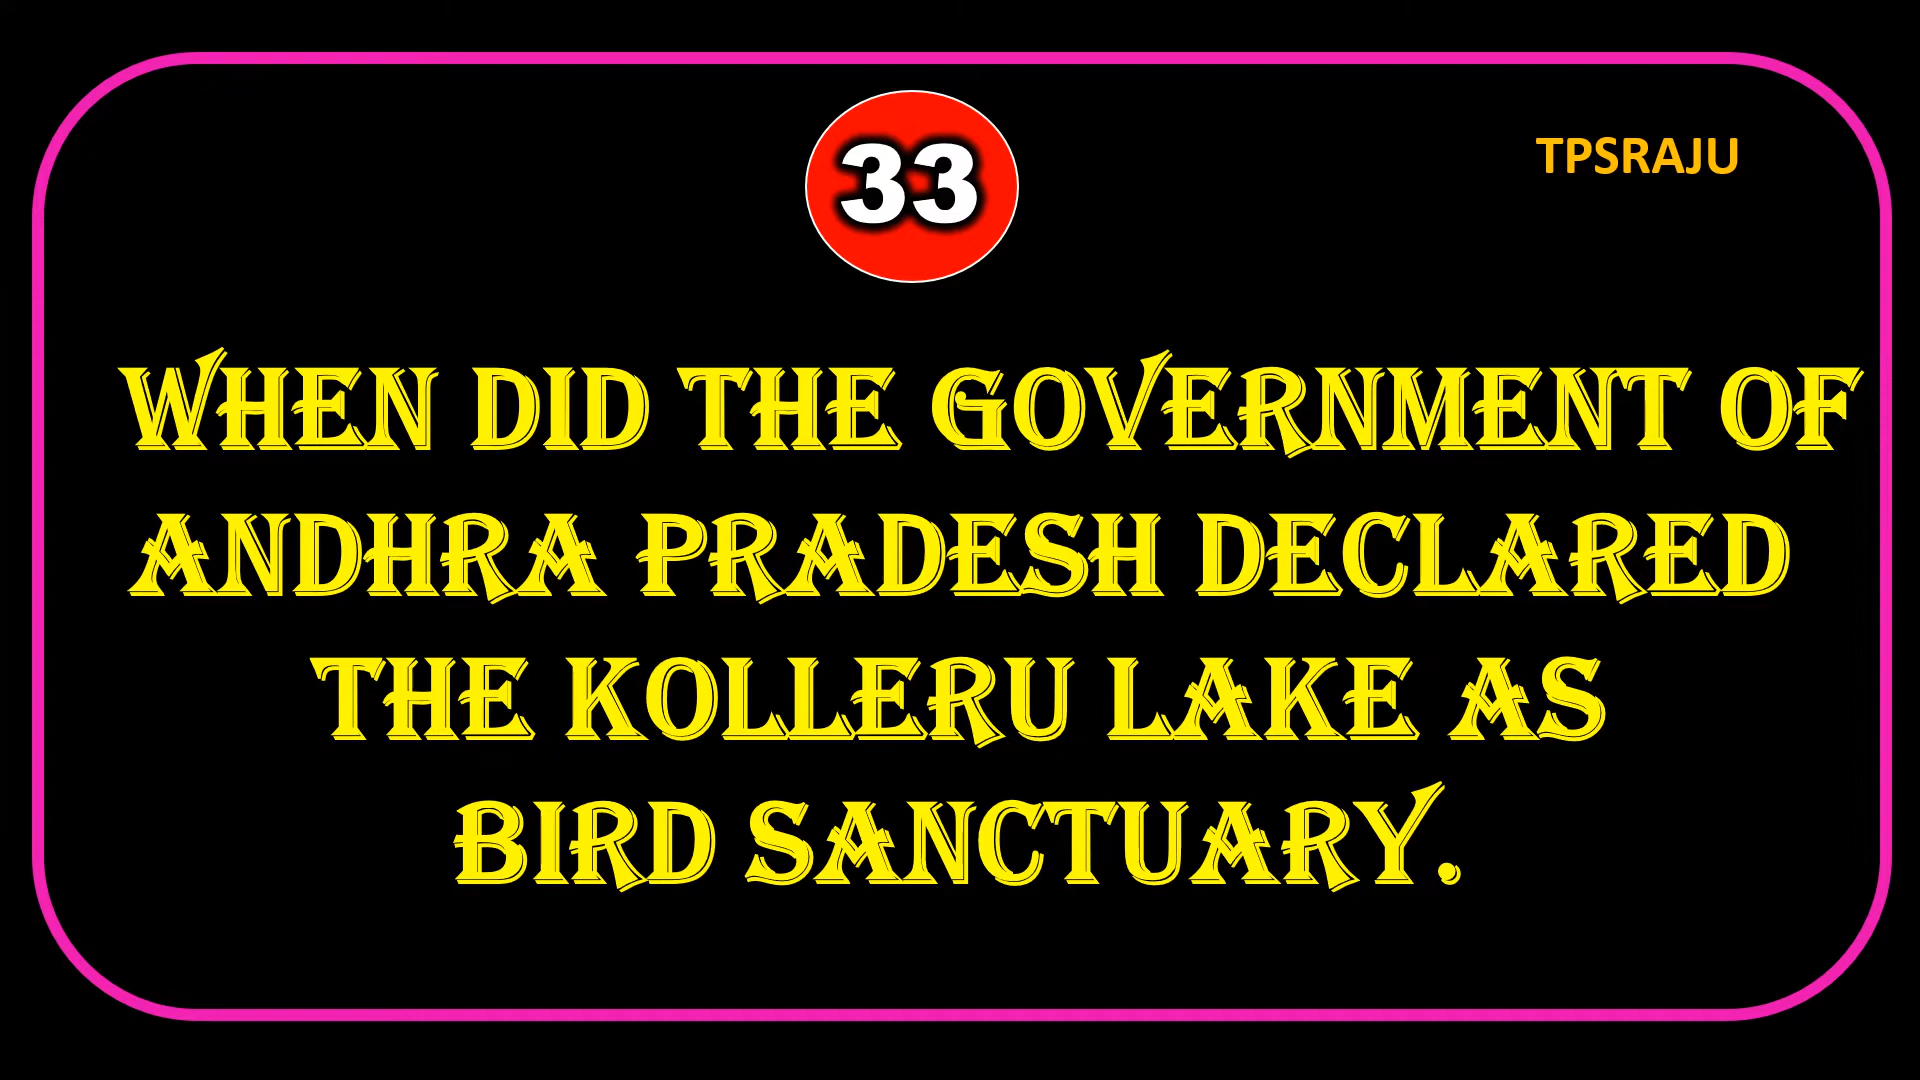 33
TPSRAJU
WHEN DID THE GOVERNMENT OF
ANDHRA PRADESH DECLARED
THE KOLLERU LAKE AS
BIRD SANCTUARY.